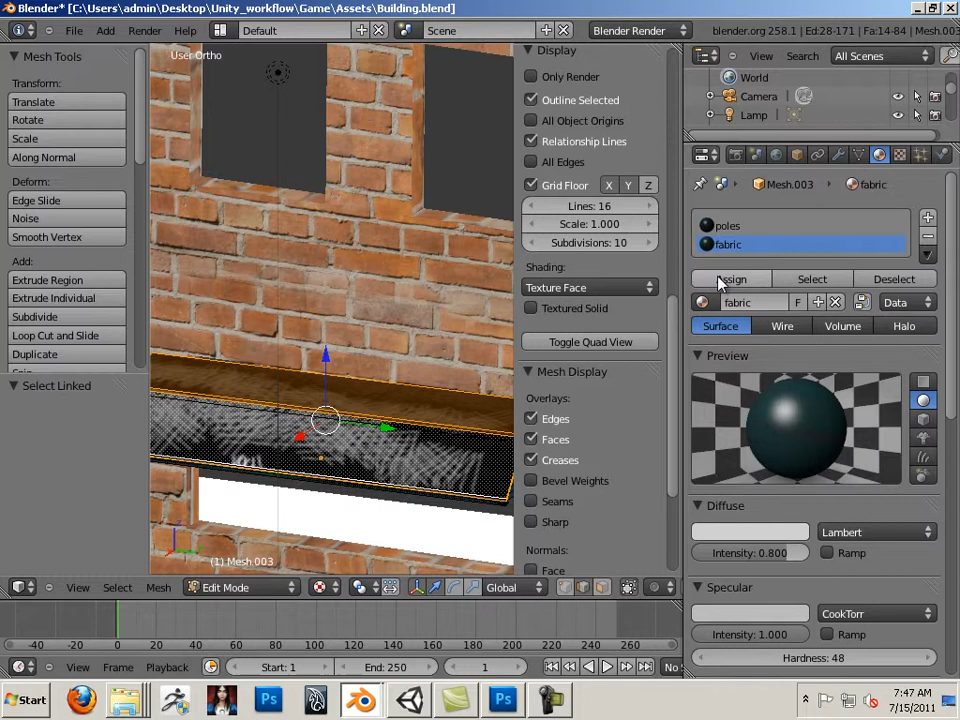 Blender* [C:\Users\admin\Desktop\Unity_workflow\Game\Assets\Building.blend]
File Add Render Help Default Scene Blender Render blender.org 258.1 | Ed:28-171 | Fa:14-84 | Mesh.003
Mesh Tools
Transform:
Translate
Rotate
Scale
Along Normal
Deform:
Edge Slide
Noise
Smooth Vertex
Add:
Extrude Region
Extrude Individual
Subdivide
Loop Cut and Slide
Duplicate
Select Linked
User Ortho
(1) Mesh.003
Display
Only Render
Outline Selected
All Object Origins
Relationship Lines
All Edges
Grid Floor X Y Z
Lines: 16
Scale: 1.000
Subdivisions: 10
Shading:
Texture Face
Textured Solid
Toggle Quad View
Mesh Display
Overlays:
Edges
Faces
Creases
Bevel Weights
Seams
Sharp
Normals:
Face
View Search All Scenes
World
Camera
Lamp
Mesh.003 fabric
poles
fabric
Assign Select Deselect
fabric F Data
Surface Wire Volume Halo
Preview
Diffuse
Lambert
Intensity: 0.800 Ramp
Specular
CookTorr
Intensity: 1.000 Ramp
Hardness: 48
View Select Mesh Edit Mode Global
-40 -20 0 20 40 60 80 100 120 140 160 180 200 220 240 260
View Frame Playback Start: 1 End: 250 1 No
Start
7:47 AM
7/15/2011